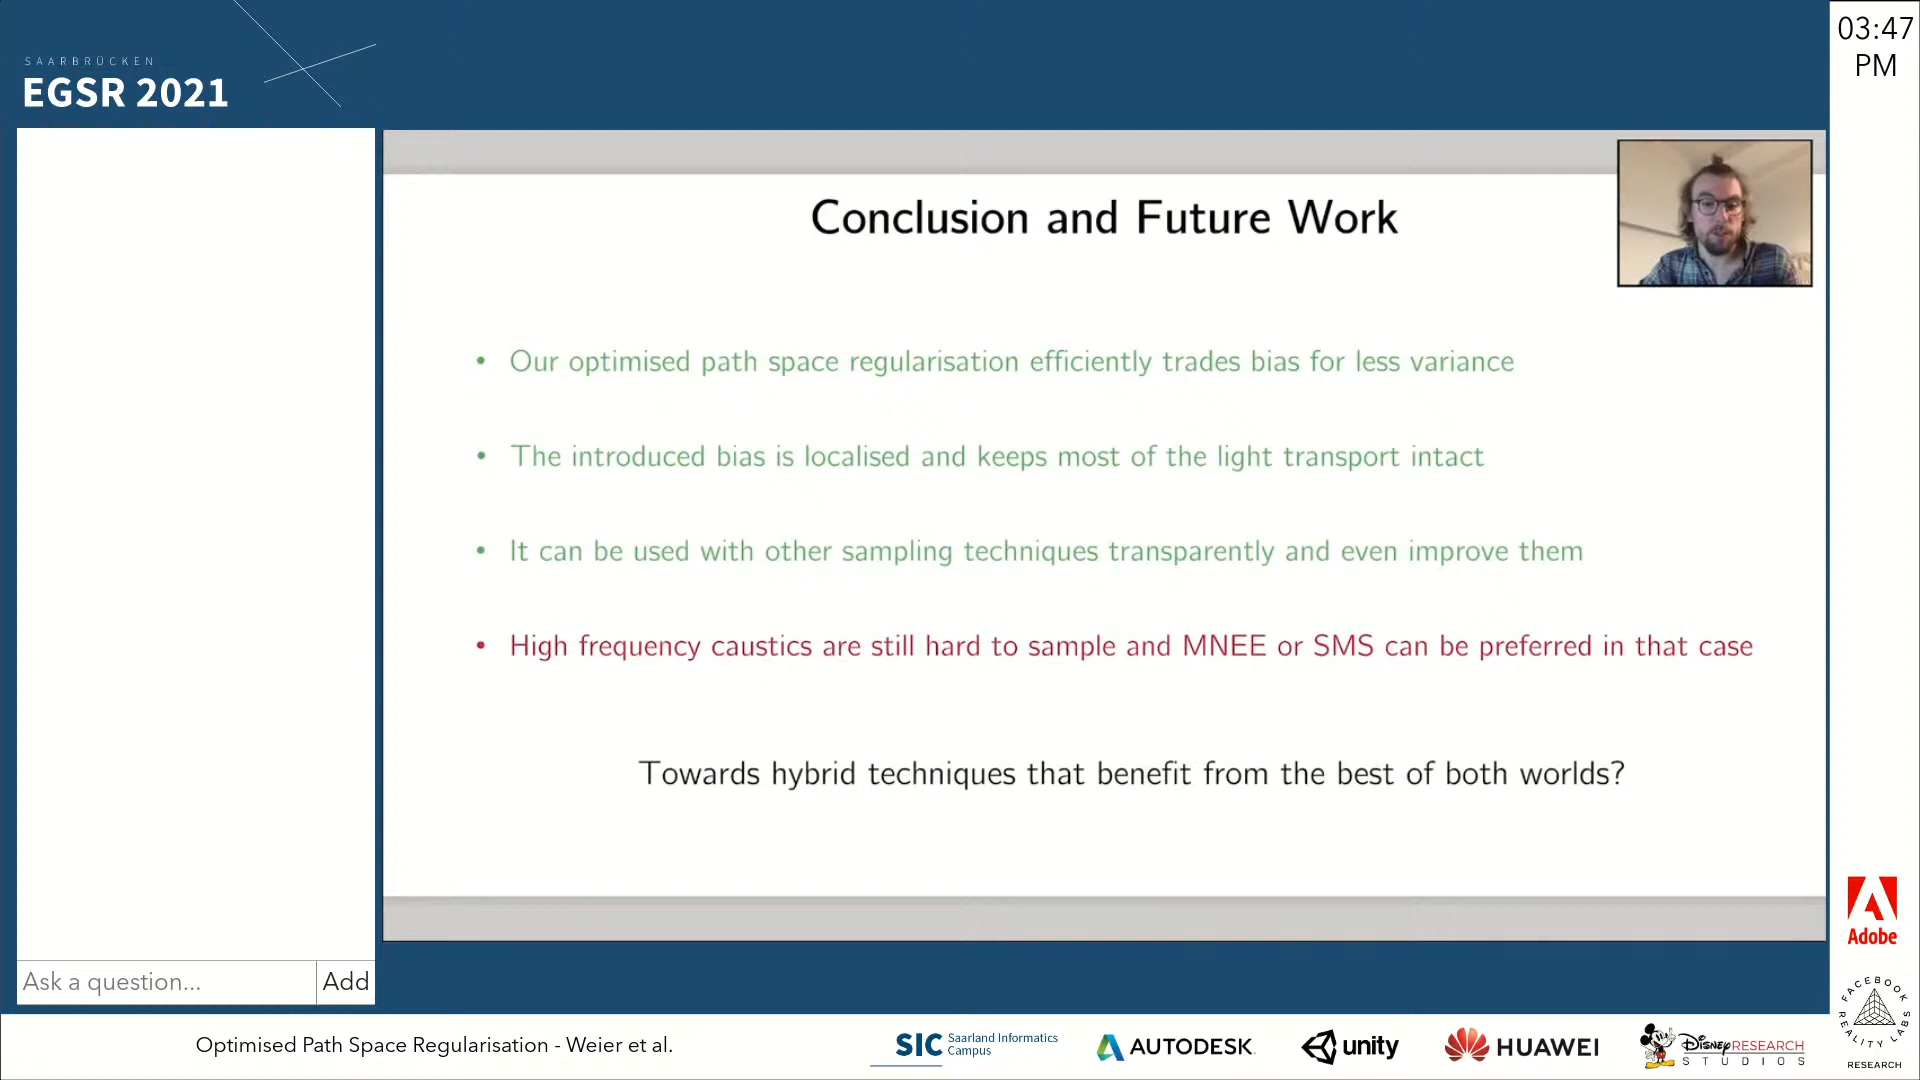 SAARBRÜCKEN
EGSR 2021
03:47
PM
Conclusion and Future Work
• Our optimised path space regularisation efficiently trades bias for less variance
• The introduced bias is localised and keeps most of the light transport intact
• It can be used with other sampling techniques transparently and even improve them
• High frequency caustics are still hard to sample and MNEE or SMS can be preferred in that case
Towards hybrid techniques that benefit from the best of both worlds?
Ask a question...
Add
Adobe
FACEBOOK REALITY LABS
RESEARCH
Optimised Path Space Regularisation - Weier et al.
SIC Saarland Informatics
Campus
AUTODESK.
unity
HUAWEI
DISNEY RESEARCH
STUDIOS